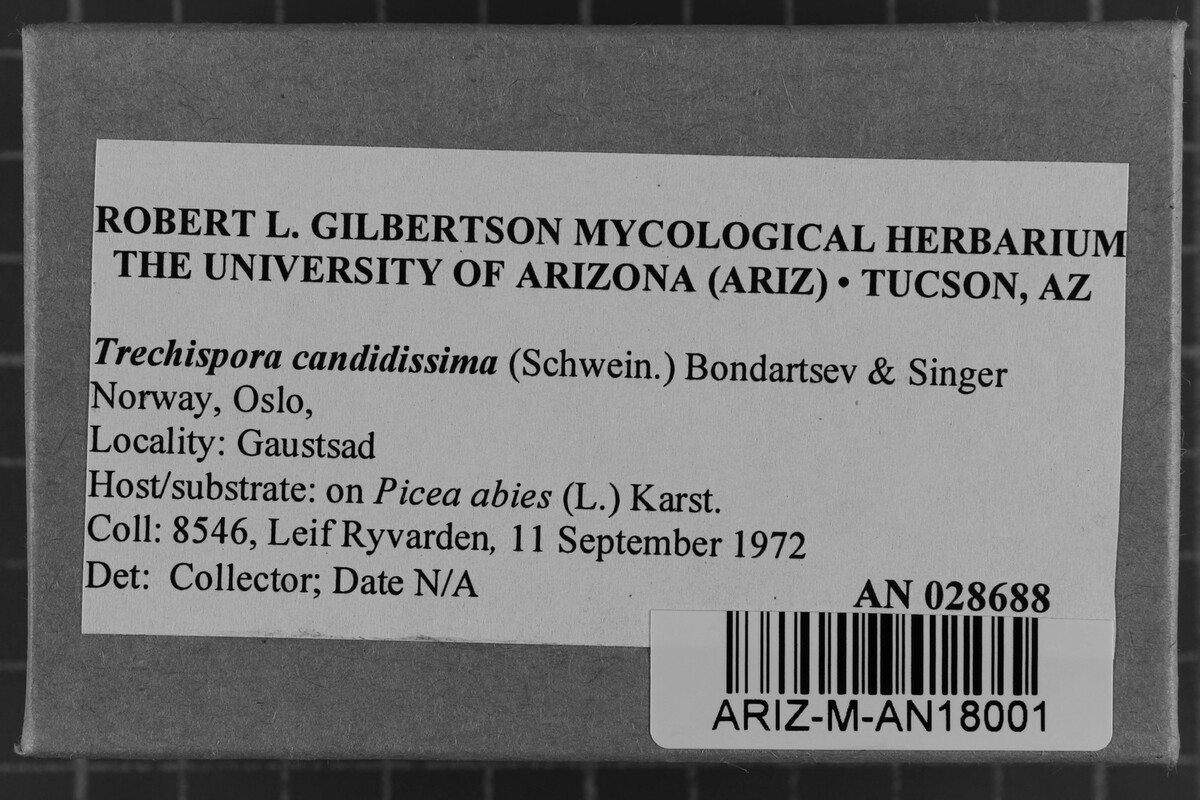 ROBERT L. GILBERTSON MYCOLOGICAL HERBARIUM
THE UNIVERSITY OF ARIZONA (ARIZ) • TUCSON, AZ
Trechispora candidissima (Schwein.) Bondartsev & Singer
Norway, Oslo,
Locality: Gaustsad
Host/substrate: on Picea abies (L.) Karst.
Coll: 8546, Leif Ryvarden, 11 September 1972
Det: Collector; Date N/A
AN 028688
ARIZ-M-AN18001